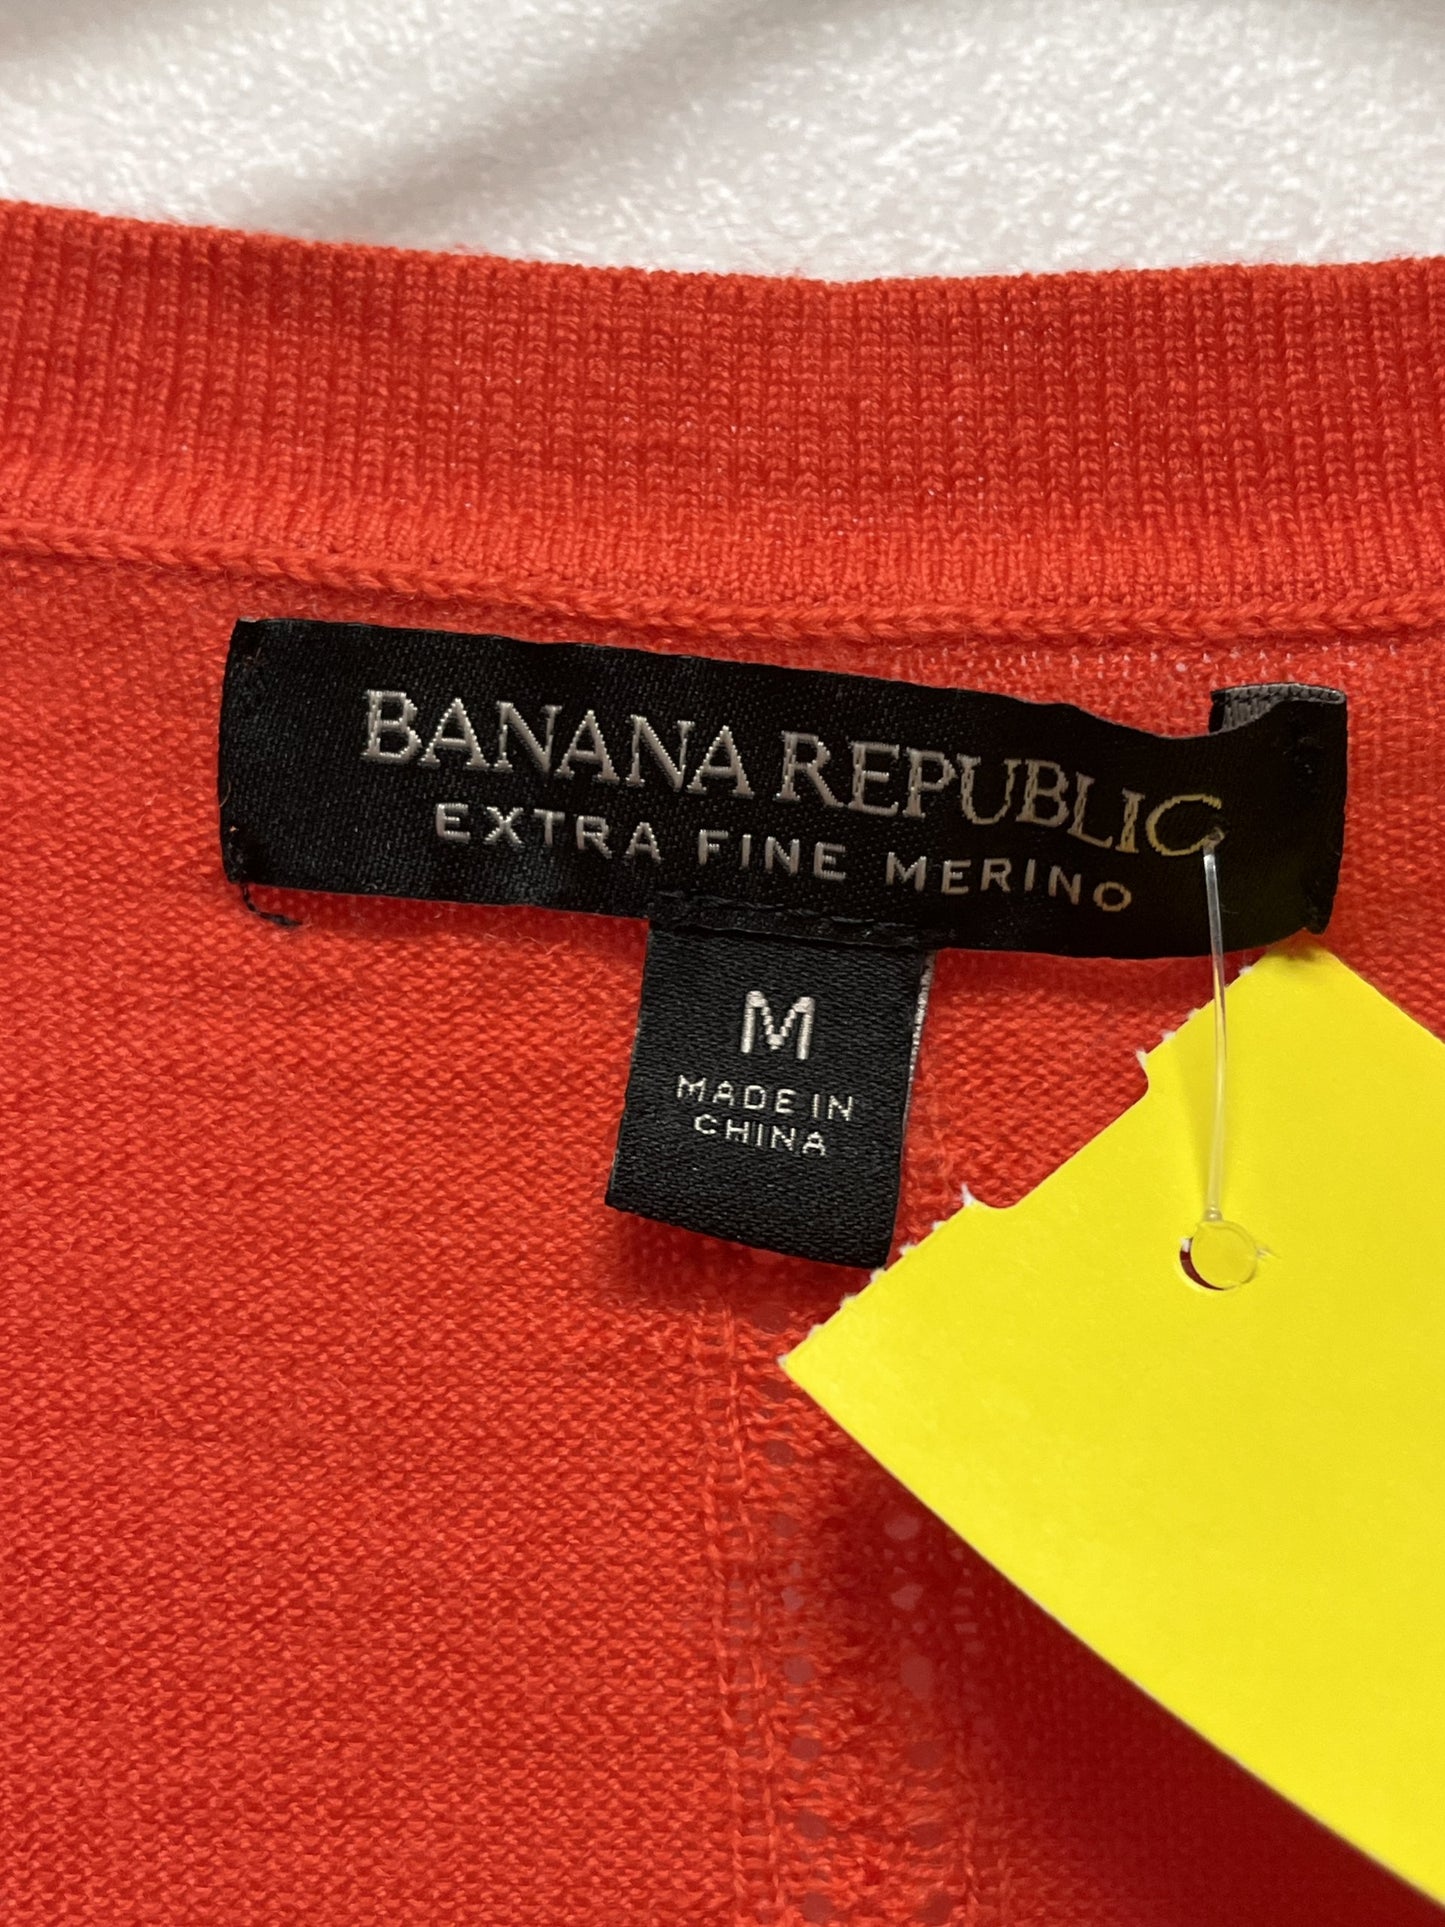 BANANA REPUBLIC
EXTRA FINE MERINO
M
MADE IN
CHINA